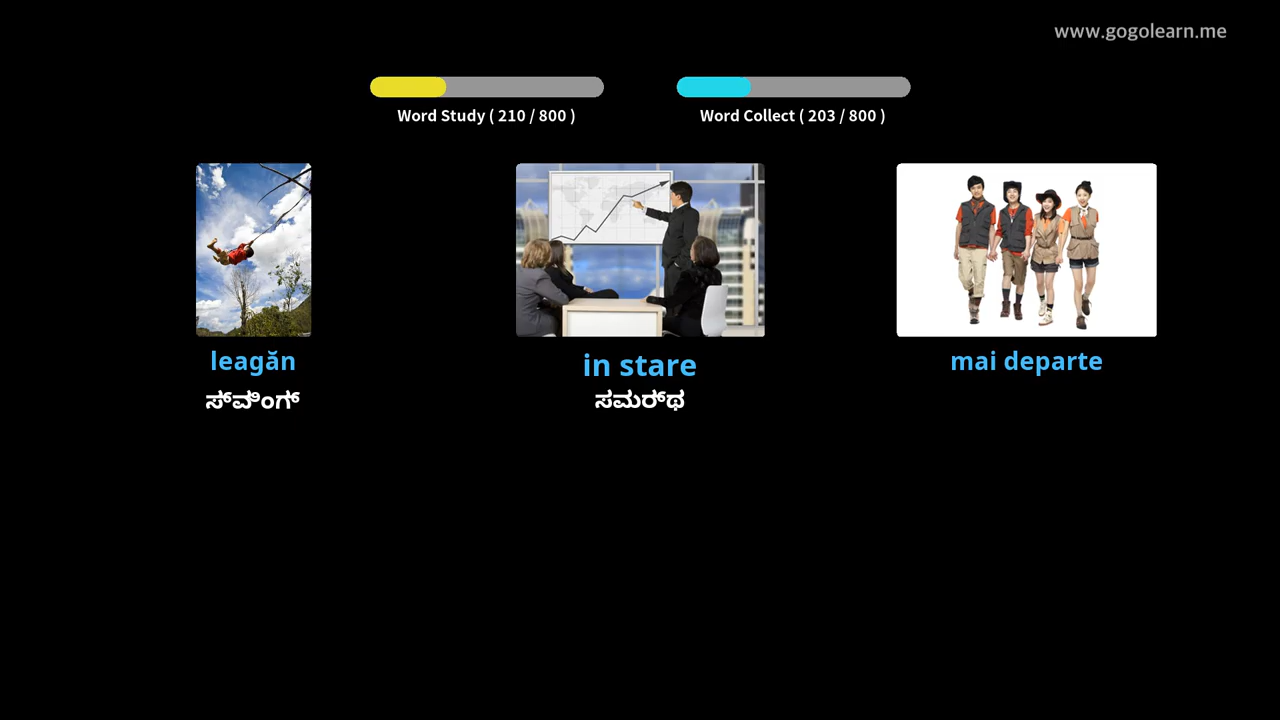 www.gogolearn.me
Word Study ( 210 / 800 )
Word Collect ( 203 / 800 )
leagăn
in stare
mai departe
ಸ್ವಿಂಗ್
ಸಮರ್ಥ